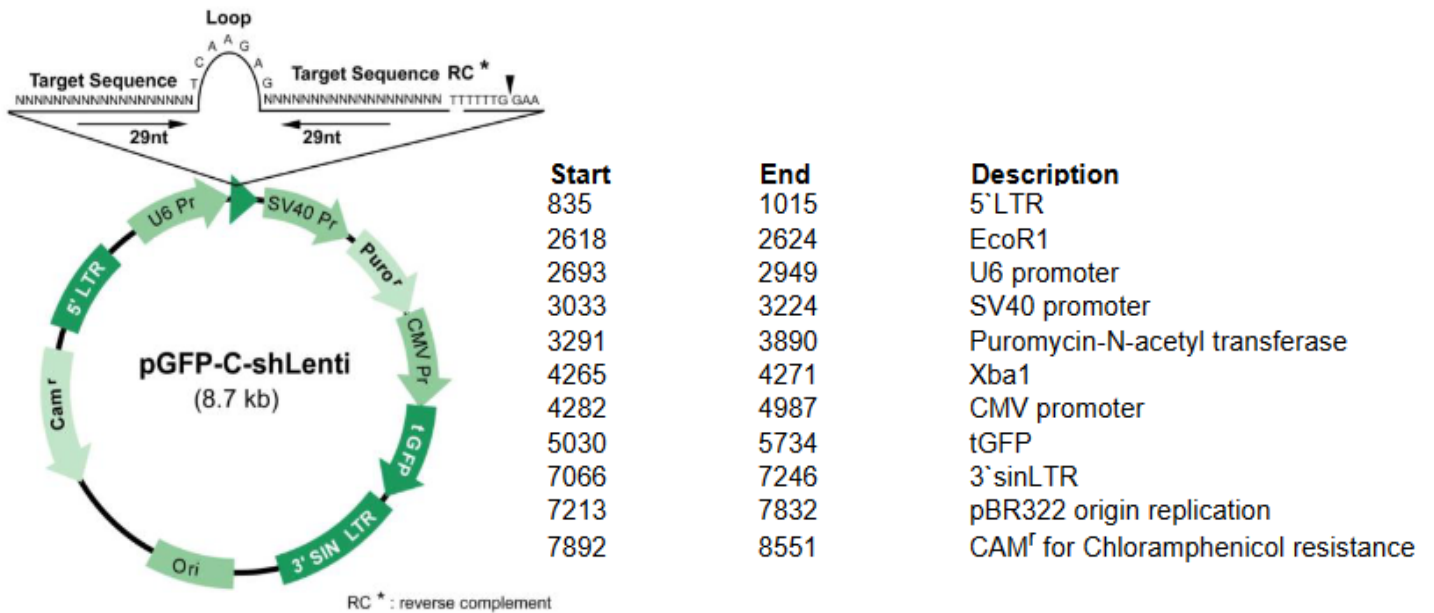 Loop
T C A A G A G
Target Sequence
Target Sequence RC *
NNNNNNNNNNNNNNNNNNN
NNNNNNNNNNNNNNNNNNN TTTTTTG GAA
29nt
29nt
U6 Pr
SV40 Pr
Puro r
CMV Pr
tGFP
3' SIN LTR
Ori
Cam r
5' LTR
pGFP-C-shLenti
(8.7 kb)
RC * : reverse complement
Start End Description
835 1015 5`LTR
2618 2624 EcoR1
2693 2949 U6 promoter
3033 3224 SV40 promoter
3291 3890 Puromycin-N-acetyl transferase
4265 4271 Xba1
4282 4987 CMV promoter
5030 5734 tGFP
7066 7246 3`sinLTR
7213 7832 pBR322 origin replication
7892 8551 CAMr for Chloramphenicol resistance